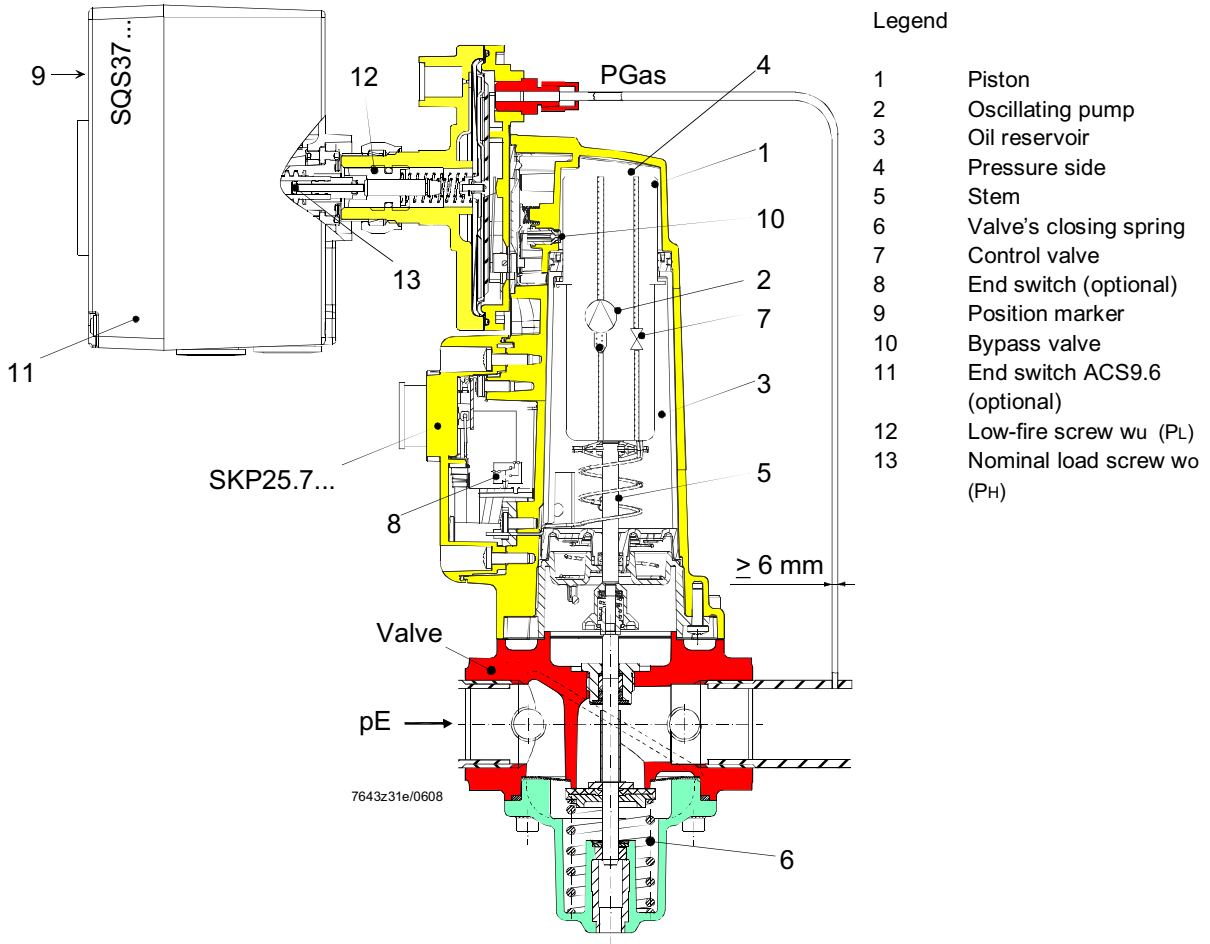 SQS37...
9
12
PGas
4
1
10
2
7
13
11
3
SKP25.7...
5
8
≥ 6 mm
Valve
pE
7643z31e/0608
6
Legend
1 Piston
2 Oscillating pump
3 Oil reservoir
4 Pressure side
5 Stem
6 Valve's closing spring
7 Control valve
8 End switch (optional)
9 Position marker
10 Bypass valve
11 End switch ACS9.6
(optional)
12 Low-fire screw wu (PL)
13 Nominal load screw wo
(PH)